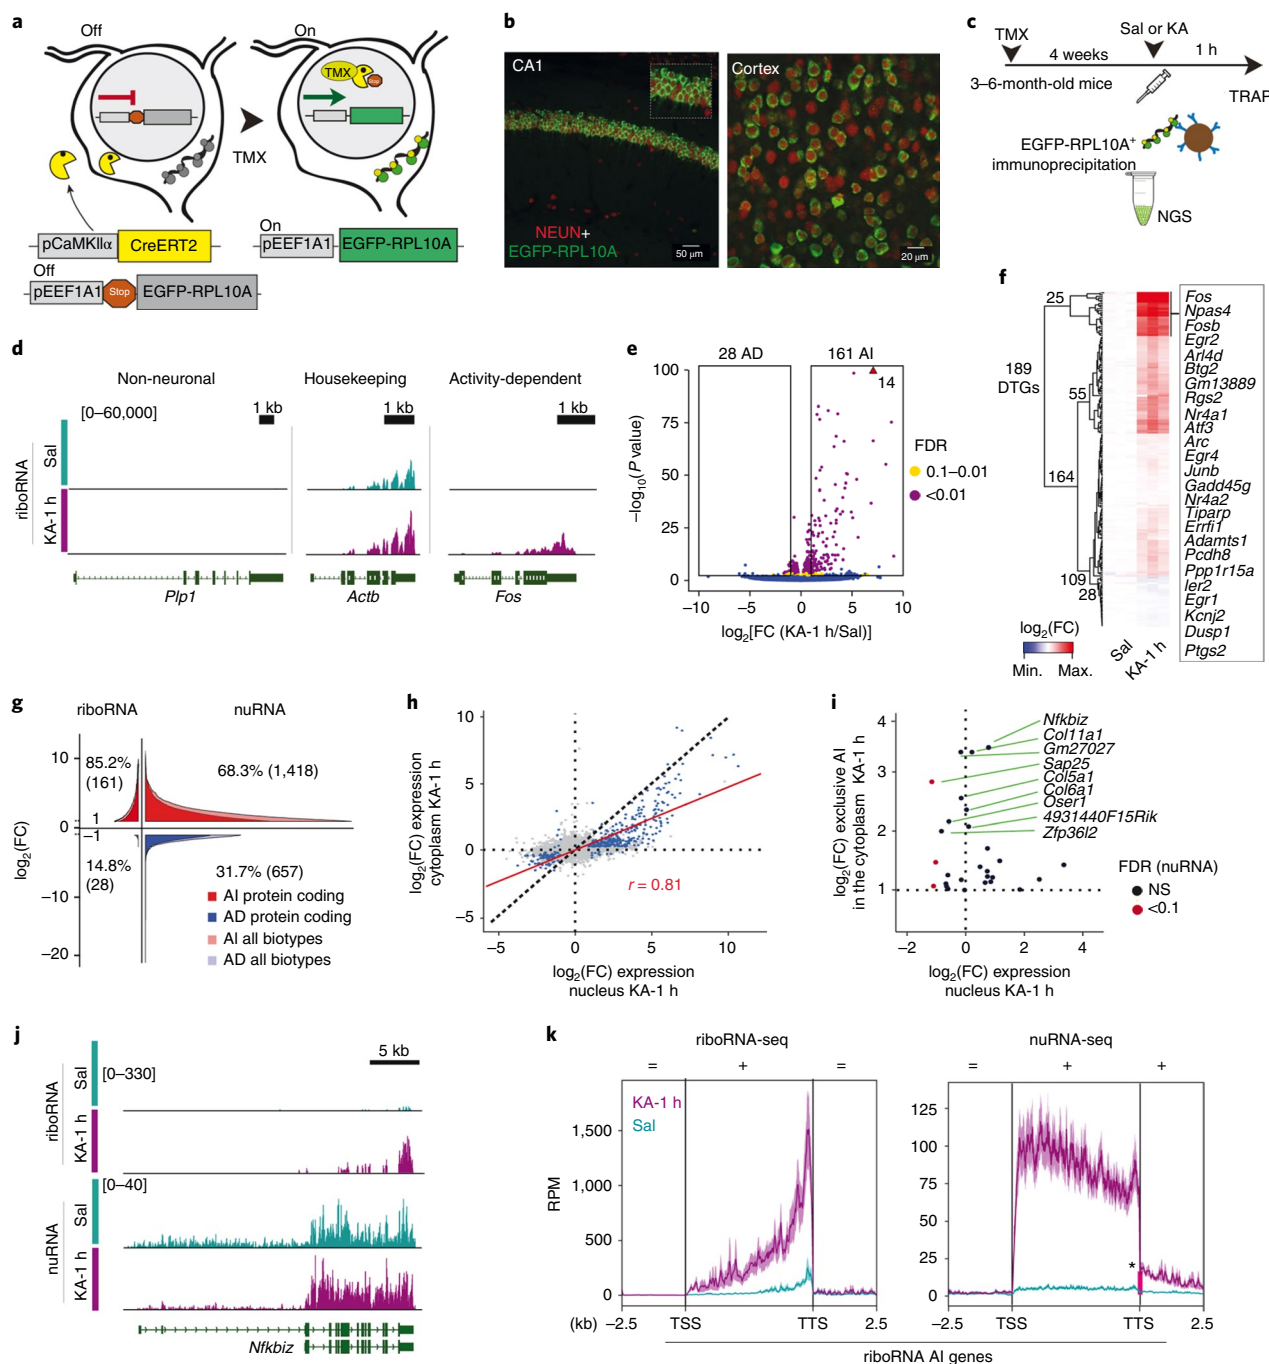 a
Off
On
TMX
TMX
pCaMKIIα
CreERT2
On
pEEF1A1
EGFP-RPL10A
Off
pEEF1A1
Stop
EGFP-RPL10A
b
CA1
NEUN+
EGFP-RPL10A
50 µm
Cortex
20 µm
c
TMX
Sal or KA
4 weeks
1 h
3–6-month-old mice
TRAP
EGFP-RPL10A+
immunoprecipitation
NGS
d
Non-neuronal
Housekeeping
Activity-dependent
[0–60,000]
1 kb
1 kb
1 kb
riboRNA
Sal
KA-1 h
Plp1
Actb
Fos
e
28 AD
161 AI
100
14
75
50
25
0
–log10(P value)
FDR
0.1–0.01
<0.01
–10
–5
0
5
10
log2[FC (KA-1 h/Sal)]
f
25
189
DTGs
55
164
109
28
Fos
Npas4
Fosb
Egr2
Arl4d
Btg2
Gm13889
Rgs2
Nr4a1
Atf3
Arc
Egr4
Junb
Gadd45g
Nr4a2
Tiparp
Errfi1
Adamts1
Pcdh8
Ppp1r15a
Ier2
Egr1
Kcnj2
Dusp1
Ptgs2
log2(FC)
Min.
Max.
Sal
KA-1 h
g
riboRNA
nuRNA
10
85.2%
(161)
68.3% (1,418)
1
0
–1
14.8%
(28)
31.7% (657)
–10
–20
log2(FC)
AI protein coding
AD protein coding
AI all biotypes
AD all biotypes
h
10
5
0
–5
log2(FC) expression
cytoplasm KA-1 h
r = 0.81
–5
0
5
10
log2(FC) expression
nucleus KA-1 h
i
4
3
2
1
log2(FC) exclusive AI
in the cytoplasm KA-1 h
Nfkbiz
Col11a1
Gm27027
Sap25
Col5a1
Col6a1
Oser1
4931440F15Rik
Zfp36l2
FDR (nuRNA)
NS
<0.1
–2
0
2
4
log2(FC) expression
nucleus KA-1 h
j
5 kb
riboRNA
Sal
[0–330]
KA-1 h
nuRNA
Sal
[0–40]
KA-1 h
Nfkbiz
k
riboRNA-seq
nuRNA-seq
=
+
=
=
+
+
KA-1 h
Sal
1,500
1,000
500
0
RPM
125
100
75
50
25
0
*
(kb)
–2.5
TSS
TTS
2.5
–2.5
TSS
TTS
2.5
riboRNA AI genes